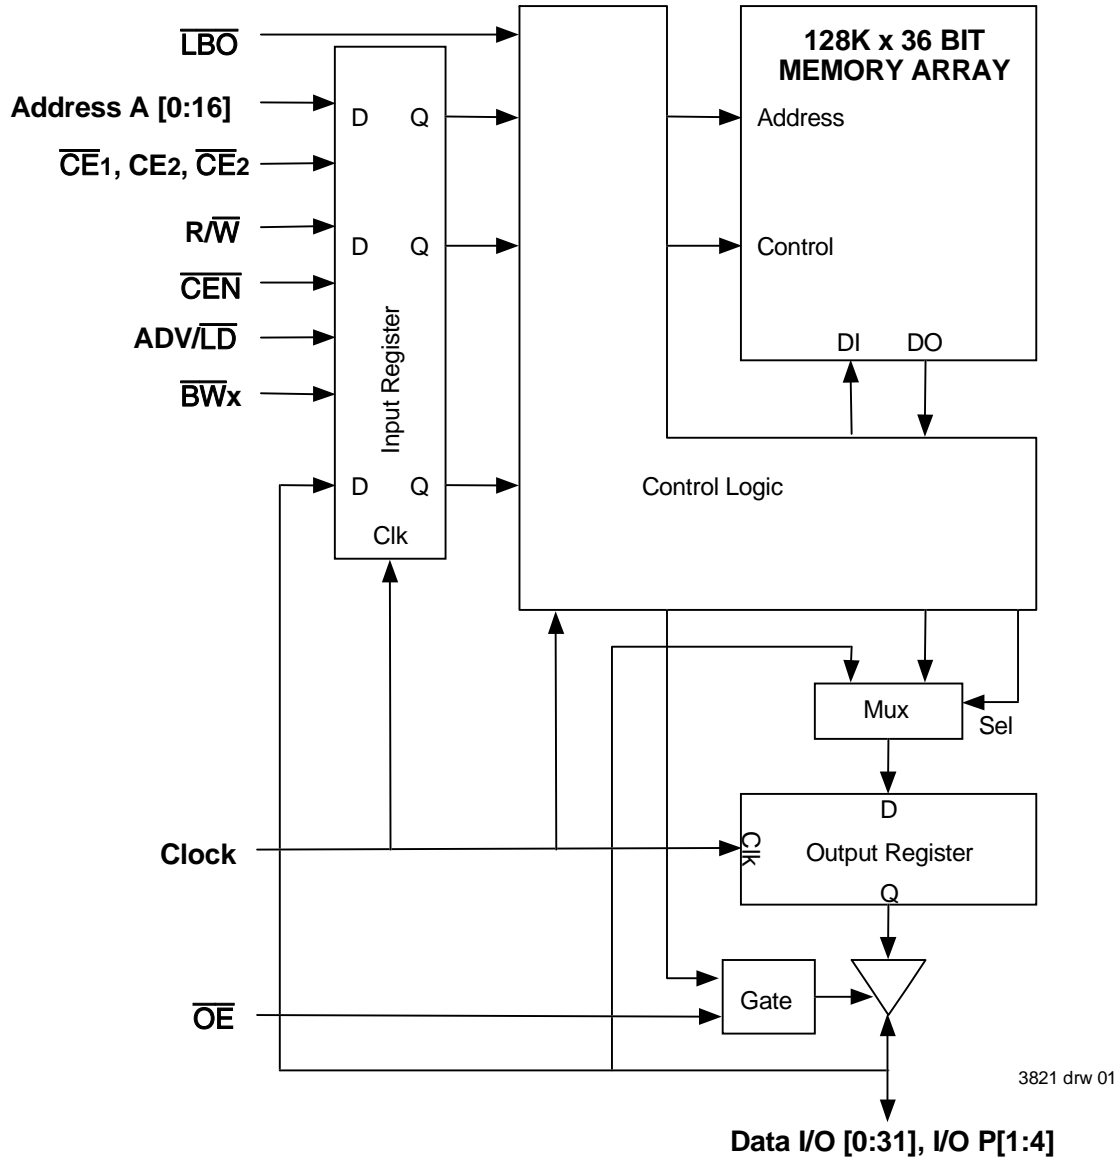 LBO
128K x 36 BIT
MEMORY ARRAY
Address A [0:16]
D Q
Address
CE1, CE2, CE2
R/W
D Q
Control
CEN
ADV/LD
DI DO
BWx
Input Register
D Q
Control Logic
Clk
Mux
Sel
D
Clock
Clk
Output Register
Q
Gate
OE
3821 drw 01
Data I/O [0:31], I/O P[1:4]